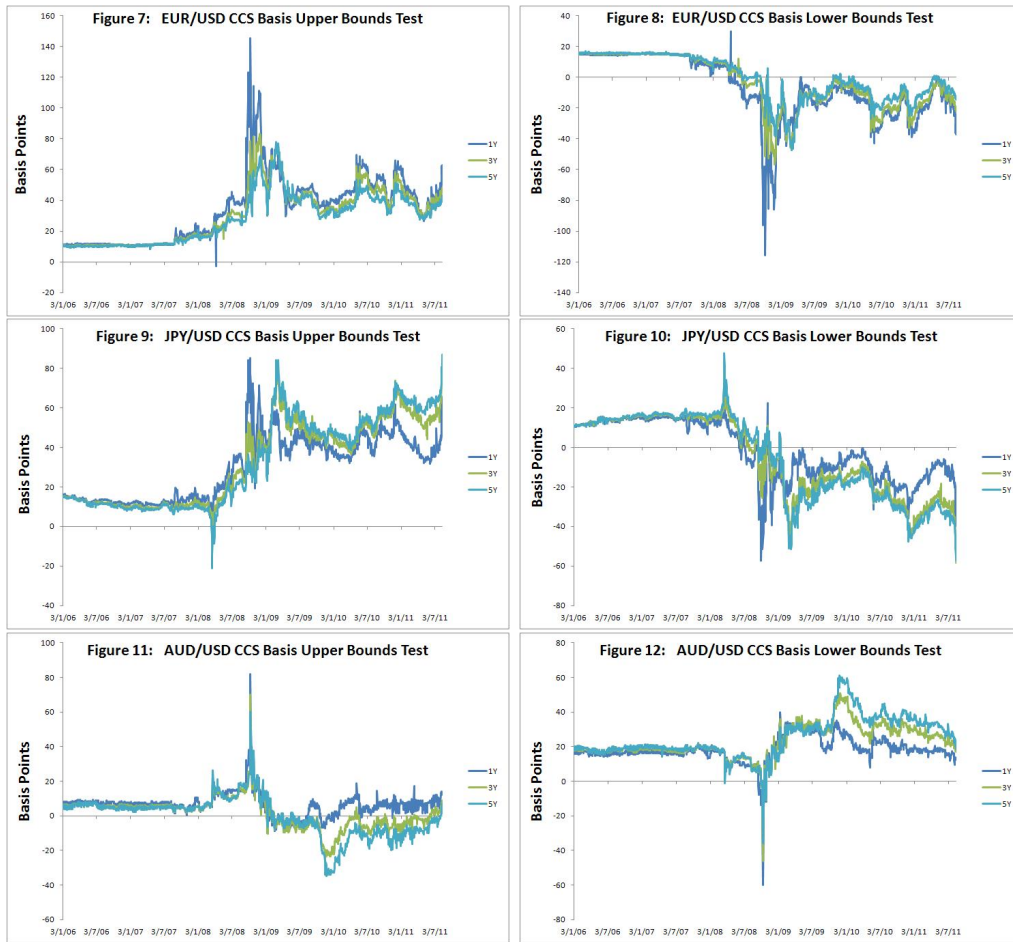 Figure 7: EUR/USD CCS Basis Upper Bounds Test
Basis Points
160
140
120
100
80
60
40
20
0
-20
3/1/06 3/7/06 3/1/07 3/7/07 3/1/08 3/7/08 3/1/09 3/7/09 3/1/10 3/7/10 3/1/11 3/7/11
1Y
3Y
5Y
Figure 8: EUR/USD CCS Basis Lower Bounds Test
Basis Points
40
20
0
-20
-40
-60
-80
-100
-120
-140
3/1/06 3/7/06 3/1/07 3/7/07 3/1/08 3/7/08 3/1/09 3/7/09 3/1/10 3/7/10 3/1/11 3/7/11
1Y
3Y
5Y
Figure 9: JPY/USD CCS Basis Upper Bounds Test
Basis Points
100
80
60
40
20
0
-20
-40
3/1/06 3/7/06 3/1/07 3/7/07 3/1/08 3/7/08 3/1/09 3/7/09 3/1/10 3/7/10 3/1/11 3/7/11
1Y
3Y
5Y
Figure 10: JPY/USD CCS Basis Lower Bounds Test
Basis Points
60
40
20
0
-20
-40
-60
-80
3/1/06 3/7/06 3/1/07 3/7/07 3/1/08 3/7/08 3/1/09 3/7/09 3/1/10 3/7/10 3/1/11 3/7/11
1Y
3Y
5Y
Figure 11: AUD/USD CCS Basis Upper Bounds Test
Basis Points
100
80
60
40
20
0
-20
-40
-60
3/1/06 3/7/06 3/1/07 3/7/07 3/1/08 3/7/08 3/1/09 3/7/09 3/1/10 3/7/10 3/1/11 3/7/11
1Y
3Y
5Y
Figure 12: AUD/USD CCS Basis Lower Bounds Test
Basis Points
80
60
40
20
0
-20
-40
-60
-80
3/1/06 3/7/06 3/1/07 3/7/07 3/1/08 3/7/08 3/1/09 3/7/09 3/1/10 3/7/10 3/1/11 3/7/11
1Y
3Y
5Y